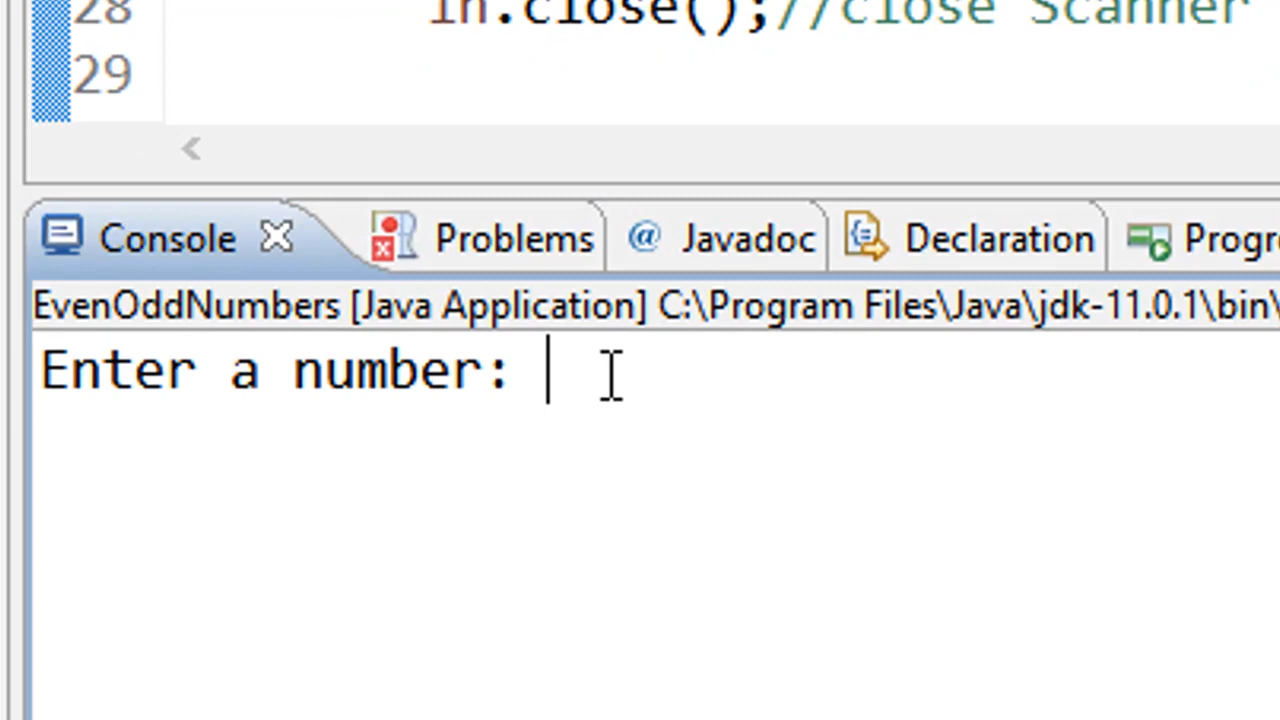 28 in.close();//close Scanner
29
Console Problems @ Javadoc Declaration
EvenOddNumbers [Java Application] C:\Program Files\Java\jdk-11.0.1\bin\
Enter a number: